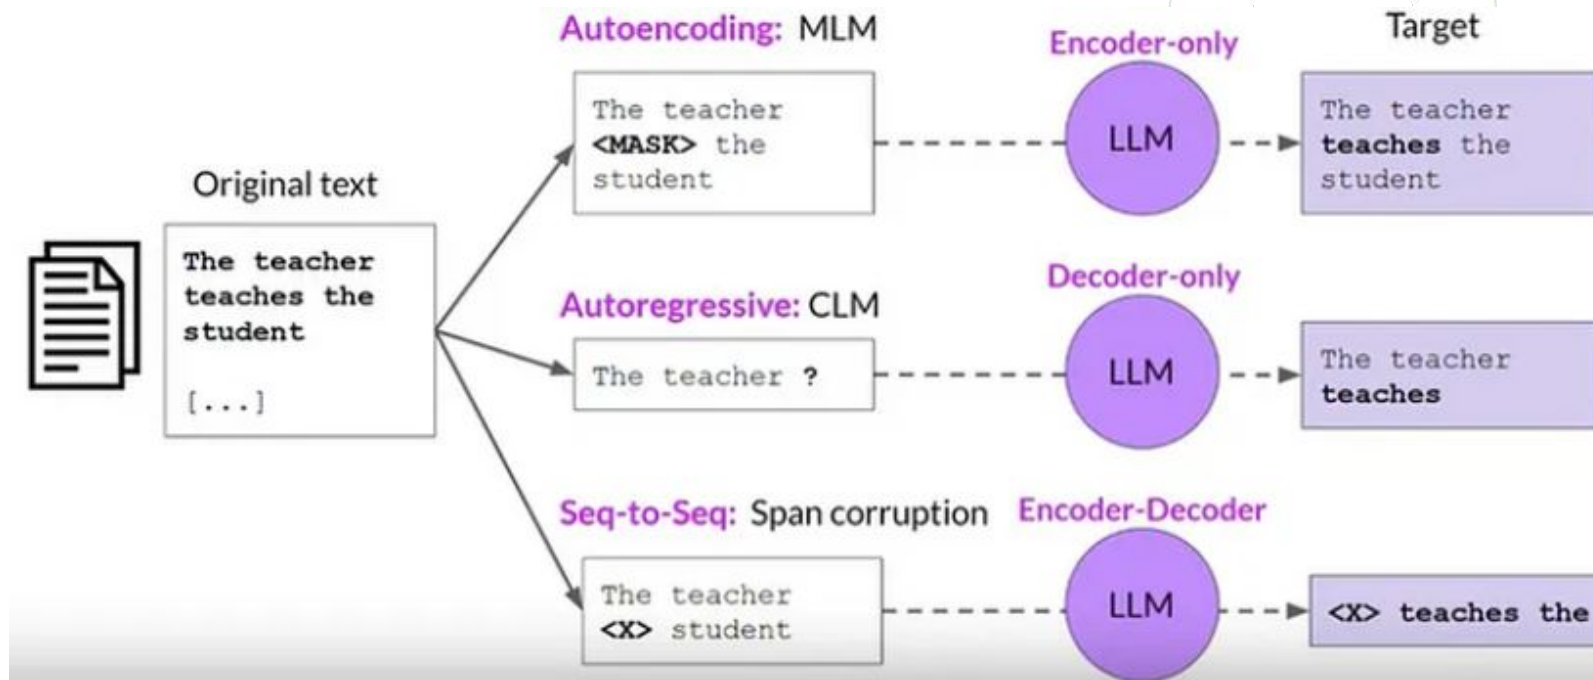 Original text
The teacher
teaches the
student
[...]
Autoencoding: MLM
The teacher
<MASK> the
student
Encoder-only
LLM
Target
The teacher
teaches the
student
Autoregressive: CLM
The teacher ?
Decoder-only
LLM
The teacher
teaches
Seq-to-Seq: Span corruption
The teacher
<X> student
Encoder-Decoder
LLM
<X> teaches the